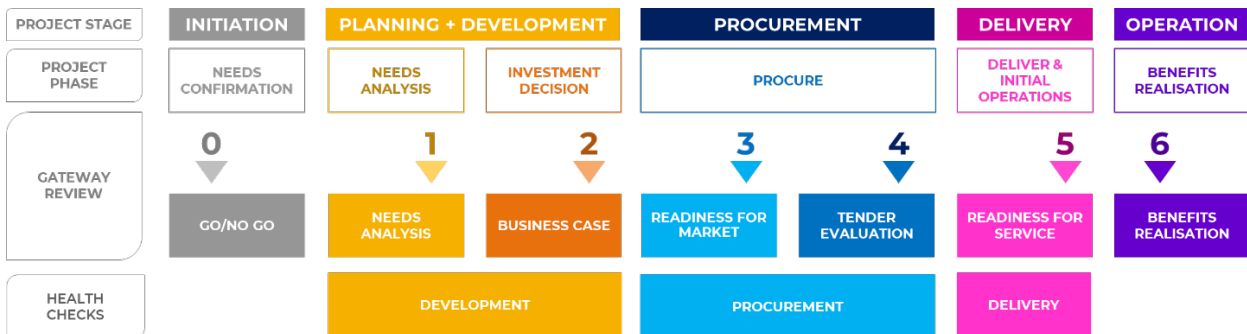 PROJECT STAGE
INITIATION
PLANNING + DEVELOPMENT
PROCUREMENT
DELIVERY
OPERATION
PROJECT
PHASE
NEEDS
CONFIRMATION
NEEDS
ANALYSIS
INVESTMENT
DECISION
PROCURE
DELIVER &
INITIAL
OPERATIONS
BENEFITS
REALISATION
GATEWAY
REVIEW
0
1
2
3
4
5
6
GO/NO GO
NEEDS
ANALYSIS
BUSINESS CASE
READINESS FOR
MARKET
TENDER
EVALUATION
READINESS FOR
SERVICE
BENEFITS
REALISATION
HEALTH
CHECKS
DEVELOPMENT
PROCUREMENT
DELIVERY